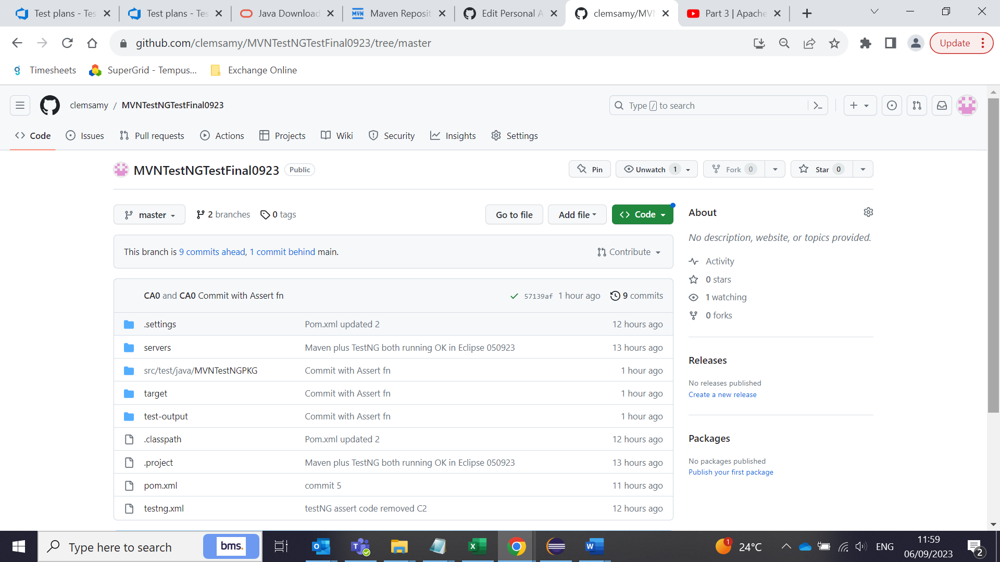 Test plans - Tes
Test plans - Tes
Java Download
Maven Reposit
Edit Personal A
clemsamy/MVN
Part 3 | Apache
github.com/clemsamy/MVNTestNGTestFinal0923/tree/master
Update
Timesheets
SuperGrid - Tempus...
Exchange Online
clemsamy / MVNTestNGTestFinal0923
Type / to search
Code
Issues
Pull requests
Actions
Projects
Wiki
Security
Insights
Settings
MVNTestNGTestFinal0923 Public
Pin
Unwatch 1
Fork 0
Star 0
master
2 branches
0 tags
Go to file
Add file
Code
About
No description, website, or topics provided.
This branch is 9 commits ahead, 1 commit behind main.
Contribute
Activity
0 stars
1 watching
0 forks
CA0 and CA0 Commit with Assert fn
57139af 1 hour ago
9 commits
.settings Pom.xml updated 2 12 hours ago
servers Maven plus TestNG both running OK in Eclipse 050923 13 hours ago
src/test/java/MVNTestNGPKG Commit with Assert fn 1 hour ago
target Commit with Assert fn 1 hour ago
test-output Commit with Assert fn 1 hour ago
.classpath Pom.xml updated 2 12 hours ago
.project Maven plus TestNG both running OK in Eclipse 050923 13 hours ago
pom.xml commit 5 11 hours ago
testng.xml testNG assert code removed C2 12 hours ago
Releases
No releases published
Create a new release
Packages
No packages published
Publish your first package
Type here to search
bms.
1
24°C
ENG
11:59
06/09/2023
2